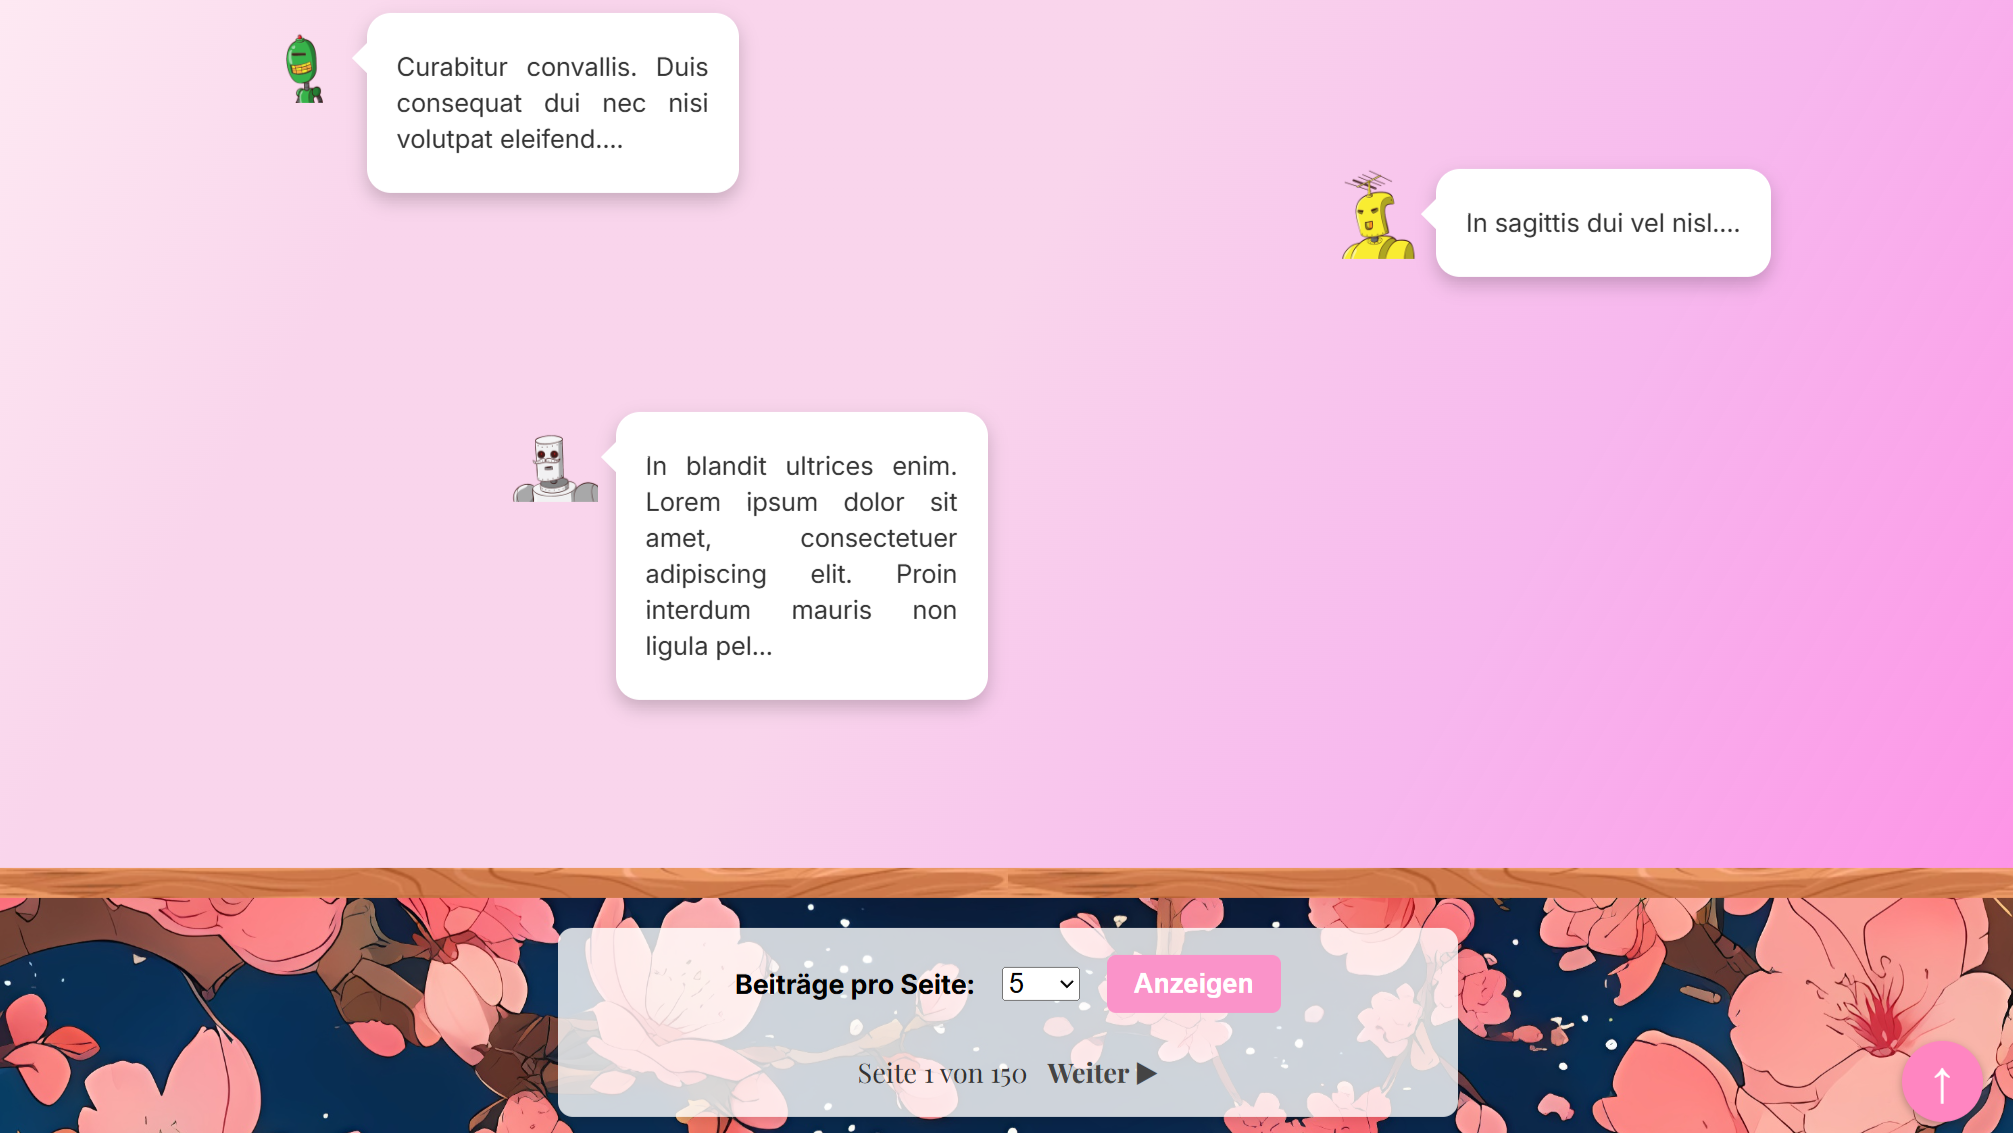 Curabitur convallis. Duis
consequat dui nec nisi
volutpat eleifend....
In sagittis dui vel nisl....
In blandit ultrices enim.
Lorem ipsum dolor sit
amet, consectetuer
adipiscing elit. Proin
interdum mauris non
ligula pel...
Beiträge pro Seite: 5 Anzeigen
Seite 1 von 150 Weiter ▶
↑